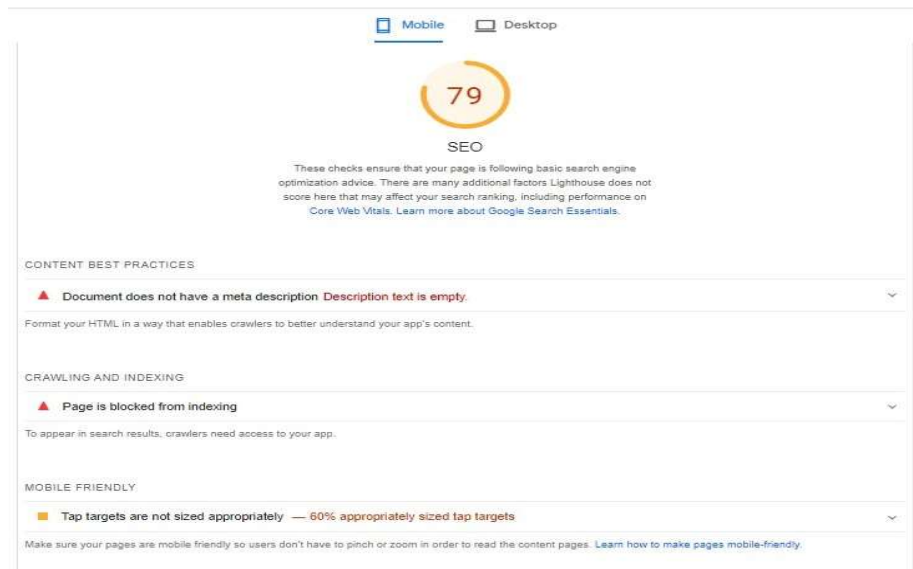 Mobile Desktop
79
SEO
These checks ensure that your page is following basic search engine
optimization advice. There are many additional factors Lighthouse does not
score here that may affect your search ranking, including performance on
Core Web Vitals. Learn more about Google Search Essentials.
CONTENT BEST PRACTICES
Document does not have a meta description Description text is empty.
Format your HTML in a way that enables crawlers to better understand your app's content.
CRAWLING AND INDEXING
Page is blocked from indexing
To appear in search results, crawlers need access to your app.
MOBILE FRIENDLY
Tap targets are not sized appropriately — 60% appropriately sized tap targets
Make sure your pages are mobile friendly so users don't have to pinch or zoom in order to read the content pages. Learn how to make pages mobile-friendly.